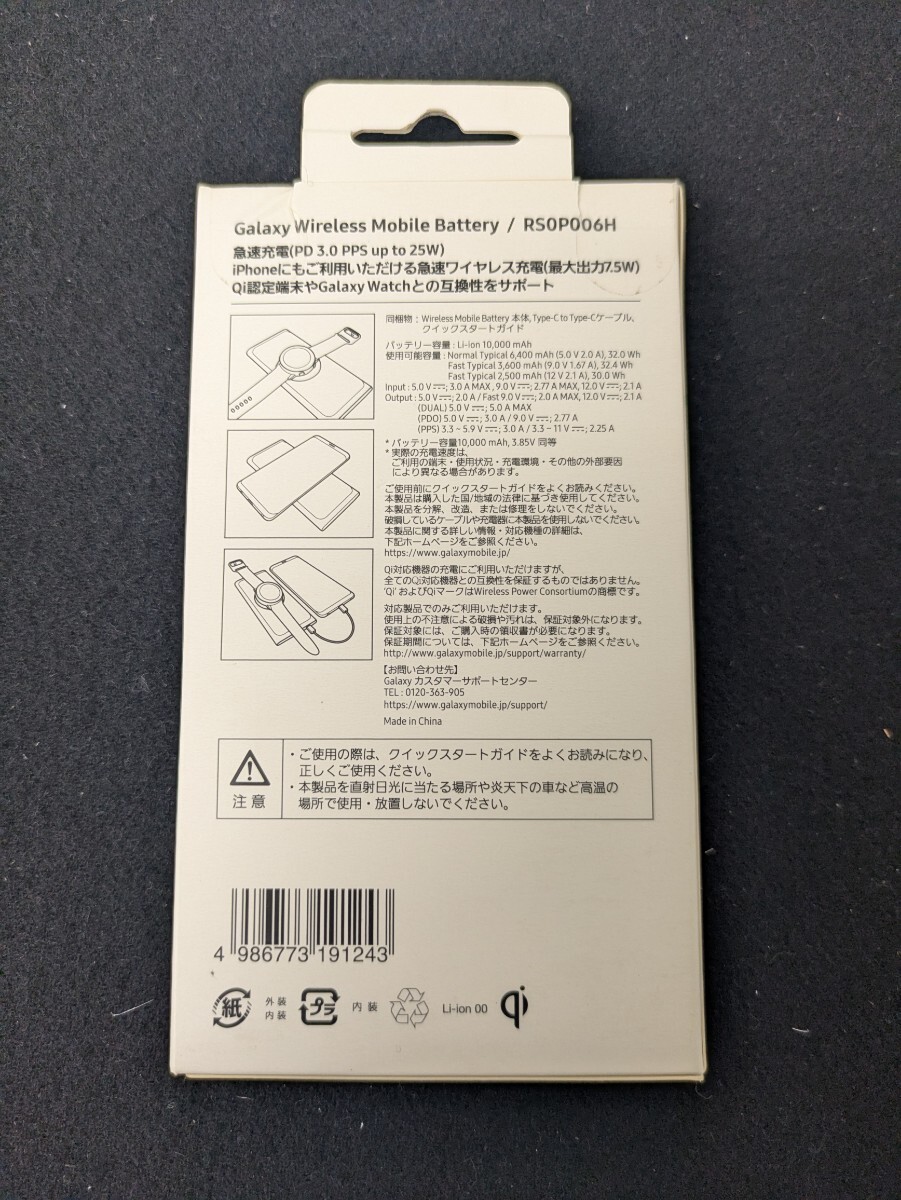 Galaxy Wireless Mobile Battery / RS0P006H
急速充電(PD 3.0 PPS up to 25W)
iPhoneにもご利用いただける急速ワイヤレス充電(最大出力7.5W)
Qi認定端末やGalaxy Watchとの互換性をサポート
同梱物 : Wireless Mobile Battery 本体, Type-C to Type-Cケーブル,
クイックスタートガイド
バッテリー容量 : Li-ion 10,000 mAh
使用可能容量 : Normal Typical 6,400 mAh (5.0 V 2.0 A), 32.0 Wh
Fast Typical 3,600 mAh (9.0 V 1.67 A), 32.4 Wh
Fast Typical 2,500 mAh (12 V 2.1 A), 30.0 Wh
Input : 5.0 V ⎓; 3.0 A MAX , 9.0 V ⎓; 2.77 A MAX, 12.0 V ⎓; 2.1 A
Output : 5.0 V ⎓; 2.0 A / Fast 9.0 V ⎓; 2.0 A MAX, 12.0 V ⎓; 2.1 A
(DUAL) 5.0 V ⎓; 5.0 A MAX
(PDO) 5.0 V ⎓; 3.0 A / 9.0 V ⎓; 2.77 A
(PPS) 3.3 ~ 5.9 V ⎓; 3.0 A / 3.3 ~ 11 V ⎓; 2.25 A
* バッテリー容量10,000 mAh, 3.85V 同等
* 実際の充電速度は、
ご利用の端末・使用状況・充電環境・その他の外部要因
により異なる場合があります。
ご使用前にクイックスタートガイドをよくお読みください。
本製品は購入した国/地域の法律に基づき使用してください。
本製品を分解、改造、または修理をしないでください。
破損しているケーブルや充電器に本製品を使用しないでください。
本製品に関する詳しい情報・対応機種の詳細は、
下記ホームページをご参照ください。
https://www.galaxymobile.jp/
Qi対応機器の充電にご利用いただけますが、
全てのQi対応機器との互換性を保証するものではありません。
'Qi' およびQiマークはWireless Power Consortiumの商標です。
対応製品でのみご利用いただけます。
使用上の不注意による破損や汚れは、保証対象外になります。
保証対象には、ご購入時の領収書が必要になります。
保証期間については、下記ホームページをご参照ください。
http://www.galaxymobile.jp/support/warranty/
【お問い合わせ先】
Galaxy カスタマーサポートセンター
TEL : 0120-363-905
https://www.galaxymobile.jp/support/
Made in China
注意
・ご使用の際は、クイックスタートガイドをよくお読みになり、
正しくご使用ください。
・本製品を直射日光に当たる場所や炎天下の車など高温の
場所で使用・放置しないでください。
4 986773 191243
紙 外装 内装 プラ 内装 Li-ion 00 qi